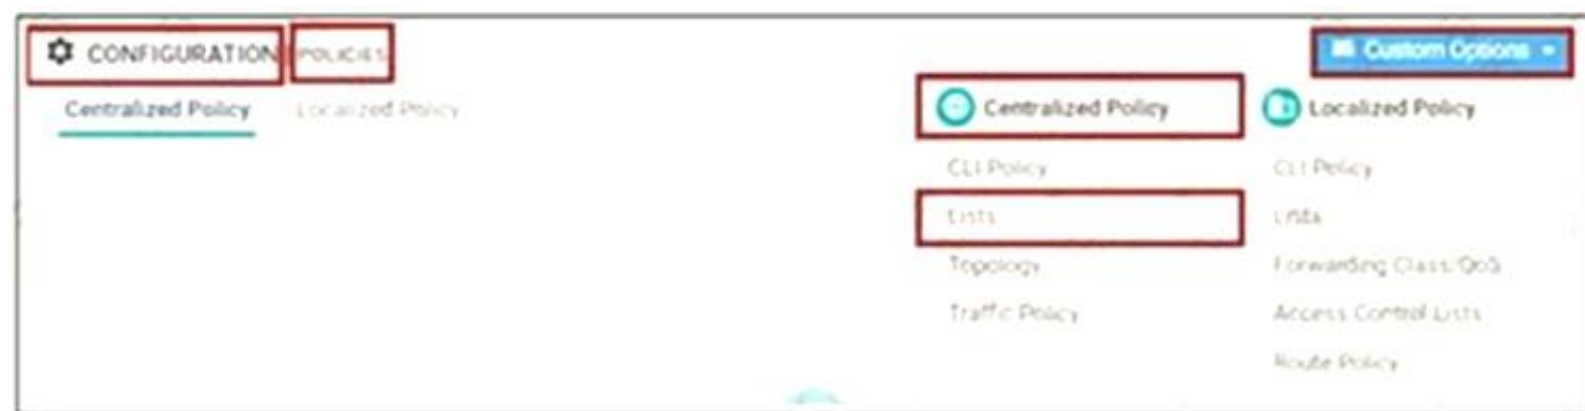 CONFIGURATION POLICIES
Custom Options
Centralized Policy Localized Policy
Centralized Policy
Localized Policy
CLI Policy
CLI Policy
Lists
Lists
Topology
Forwarding Class/QoS
Traffic Policy
Access Control Lists
Route Policy